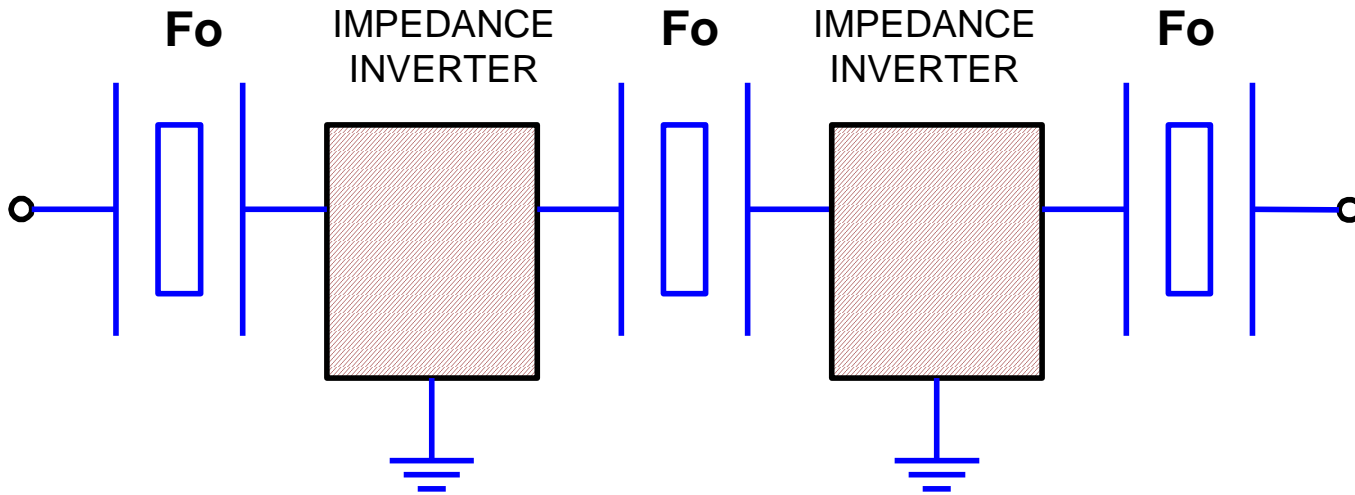 Fo
IMPEDANCE
INVERTER
Fo
IMPEDANCE
INVERTER
Fo